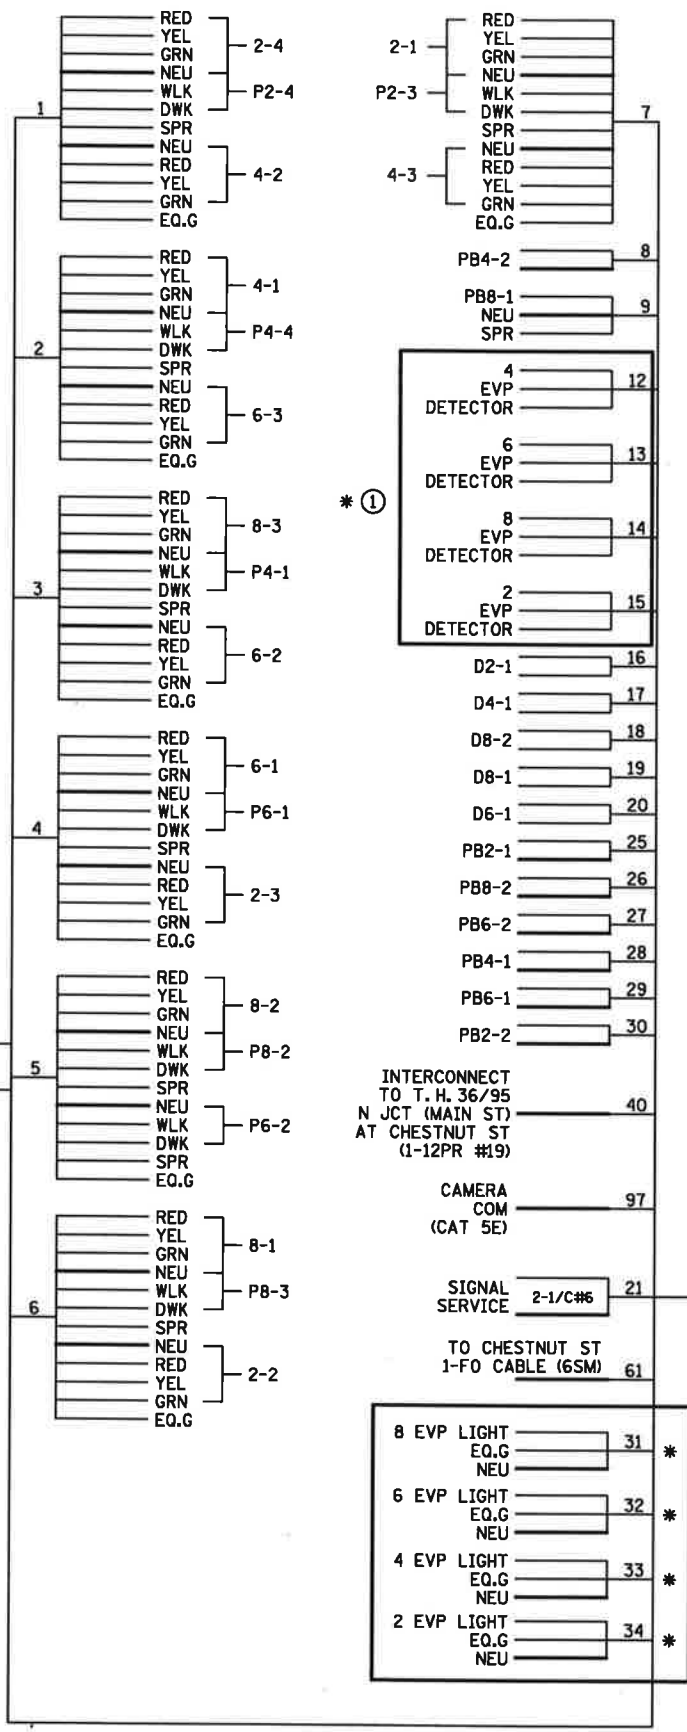 1
RED
YEL
GRN
NEU
WLK
DWK
SPR
NEU
RED
YEL
GRN
EQ.G
2-4
P2-4
4-2
2
RED
YEL
GRN
NEU
WLK
DWK
SPR
NEU
RED
YEL
GRN
EQ.G
4-1
P4-4
6-3
3
RED
YEL
GRN
NEU
WLK
DWK
SPR
NEU
RED
YEL
GRN
EQ.G
8-3
P4-1
6-2
4
RED
YEL
GRN
NEU
WLK
DWK
SPR
NEU
RED
YEL
GRN
EQ.G
6-1
P6-1
2-3
5
RED
YEL
GRN
NEU
WLK
DWK
SPR
NEU
WLK
DWK
SPR
EQ.G
8-2
P8-2
P6-2
6
RED
YEL
GRN
NEU
WLK
DWK
SPR
NEU
RED
YEL
GRN
EQ.G
8-1
P8-3
2-2
2-1
P2-3
4-3
RED
YEL
GRN
NEU
WLK
DWK
SPR
NEU
RED
YEL
GRN
EQ.G
7
PB4-2 8
PB8-1
NEU 9
SPR
* 1
4
EVP 12
DETECTOR
6
EVP 13
DETECTOR
8
EVP 14
DETECTOR
2
EVP 15
DETECTOR
D2-1 16
D4-1 17
D8-2 18
D8-1 19
D6-1 20
PB2-1 25
PB8-2 26
PB6-2 27
PB4-1 28
PB6-1 29
PB2-2 30
INTERCONNECT
TO T.H. 36/95
N JCT (MAIN ST) 40
AT CHESTNUT ST
(1-12PR #19)
CAMERA
COM 97
(CAT 5E)
SIGNAL
SERVICE 2-1/C#6 21
TO CHESTNUT ST
1-FO CABLE (6SM) 61
8 EVP LIGHT
EQ.G 31 *
NEU
6 EVP LIGHT
EQ.G 32 *
NEU
4 EVP LIGHT
EQ.G 33 *
NEU
2 EVP LIGHT
EQ.G 34 *
NEU